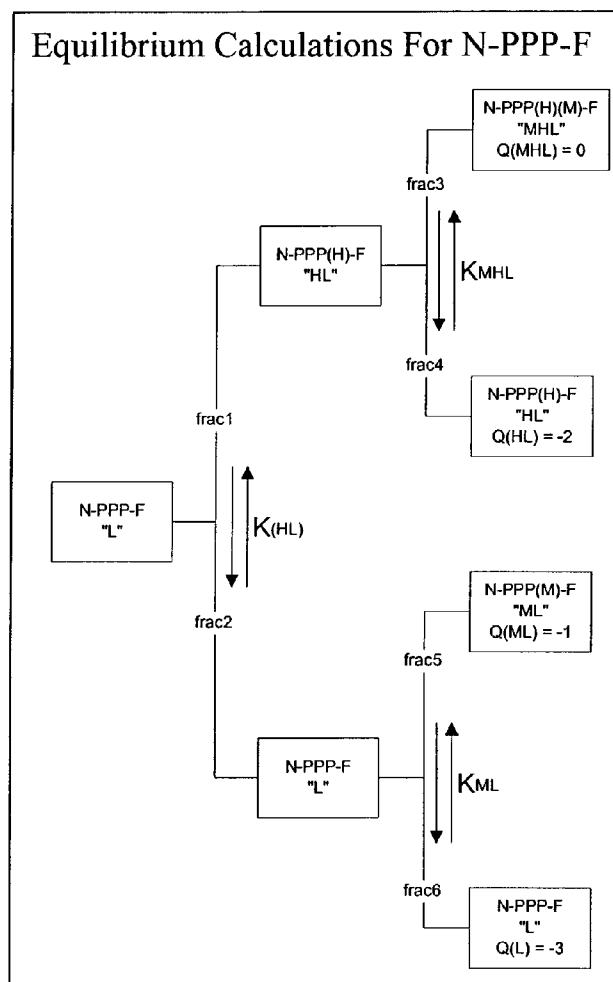 Equilibrium Calculations For N-PPP-F
N-PPP(H)(M)-F
"MHL"
Q(MHL) = 0
frac3
N-PPP(H)-F
"HL"
KMHL
frac4
N-PPP(H)-F
"HL"
Q(HL) = -2
frac1
N-PPP-F
"L"
K(HL)
frac2
N-PPP(M)-F
"ML"
Q(ML) = -1
frac5
N-PPP-F
"L"
KML
frac6
N-PPP-F
"L"
Q(L) = -3